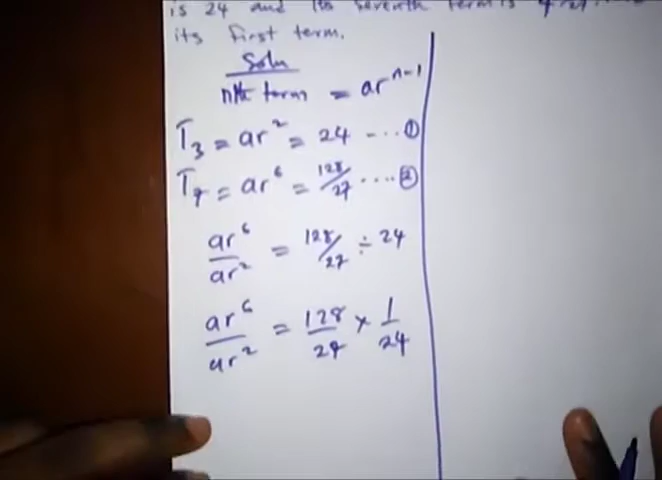 is 24 and its seventh term is
its first term.
Soln
nth term = ar^n-1
T3 = ar^2 = 24 --- ①
T7 = ar^6 = 128/27 .... ②
ar^6/ar^2 = 128/27 ÷ 24
ar^6/ar^2 = 128/27 × 1/24